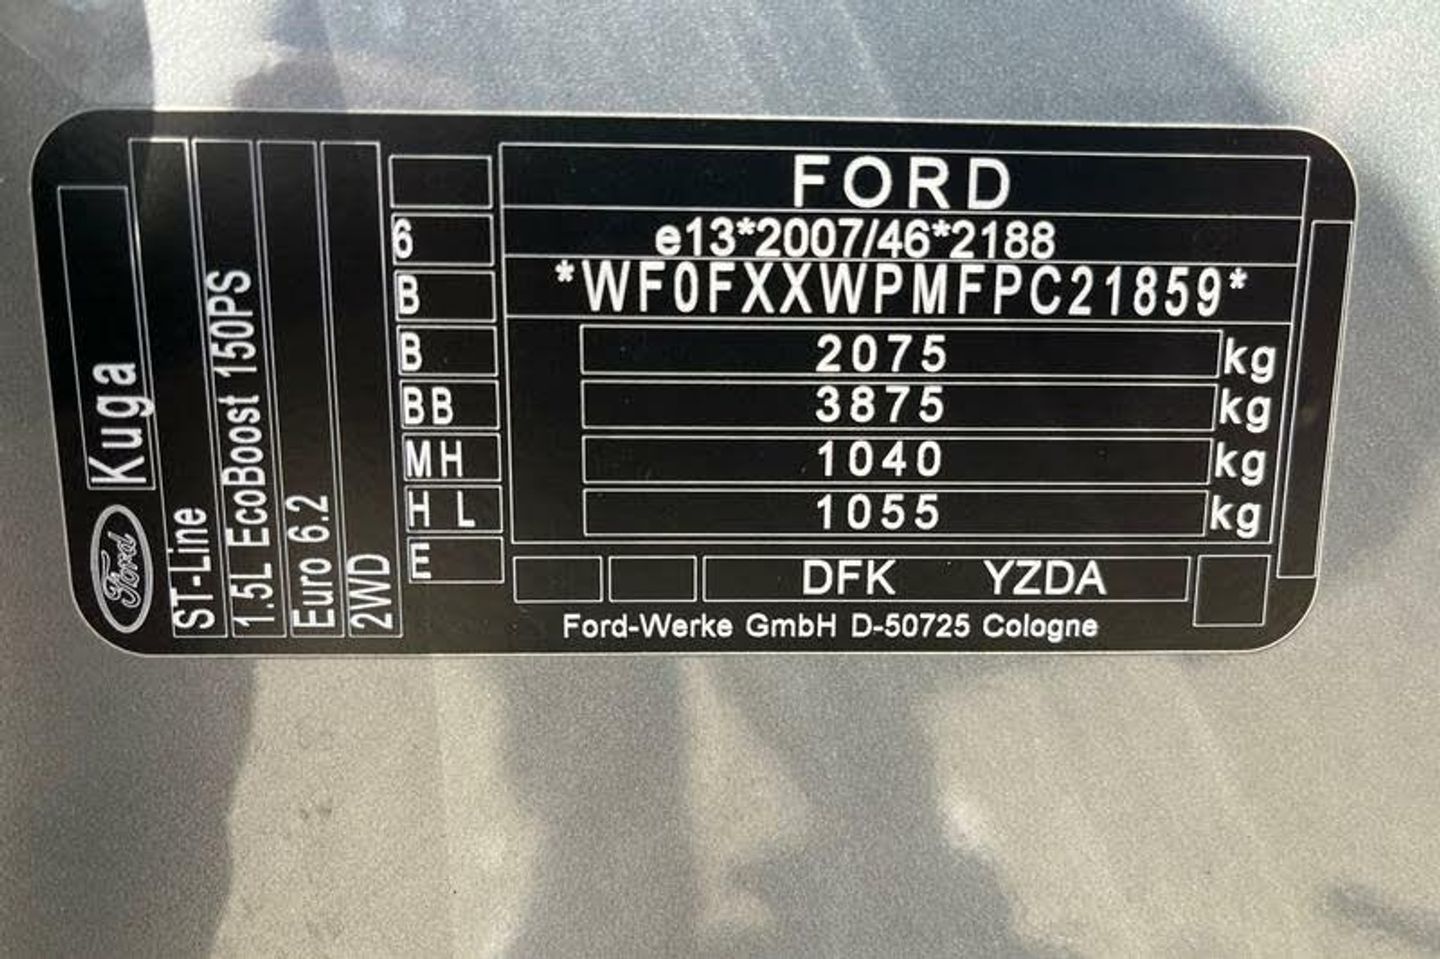 Ford Kuga
ST-Line
1.5L EcoBoost 150PS
Euro 6.2
2WD
6
B
B
BB
MH
H L
E
FORD
e13*2007/46*2188
*WF0FXXWPMFPC21859*
2075 kg
3875 kg
1040 kg
1055 kg
DFK YZDA
Ford-Werke GmbH D-50725 Cologne